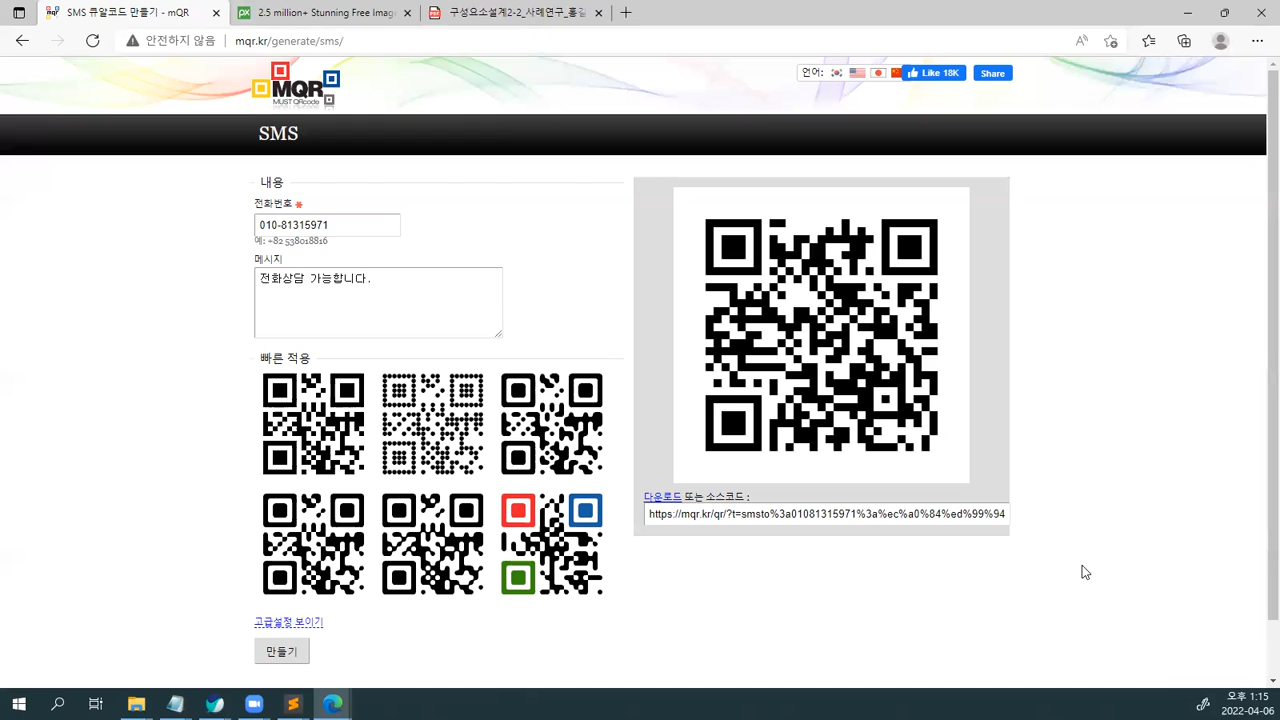 SMS 큐알코드 만들기 - mQR
2.5 million+ Stunning Free Imag
구성요소설계2-2_사례연구_홍길
안전하지 않음
mqr.kr/generate/sms/
MQR
MUST QRcode
언어:
Like 18K
Share
SMS
내용
전화번호 *
010-81315971
예: +82 538018816
메시지
전화상담 가능합니다.
빠른 적용
다운로드 또는 소스코드 :
https://mqr.kr/qr/?t=smsto%3a01081315971%3a%ec%a0%84%ed%99%94
고급설정 보이기
만들기
오후 1:15
2022-04-06